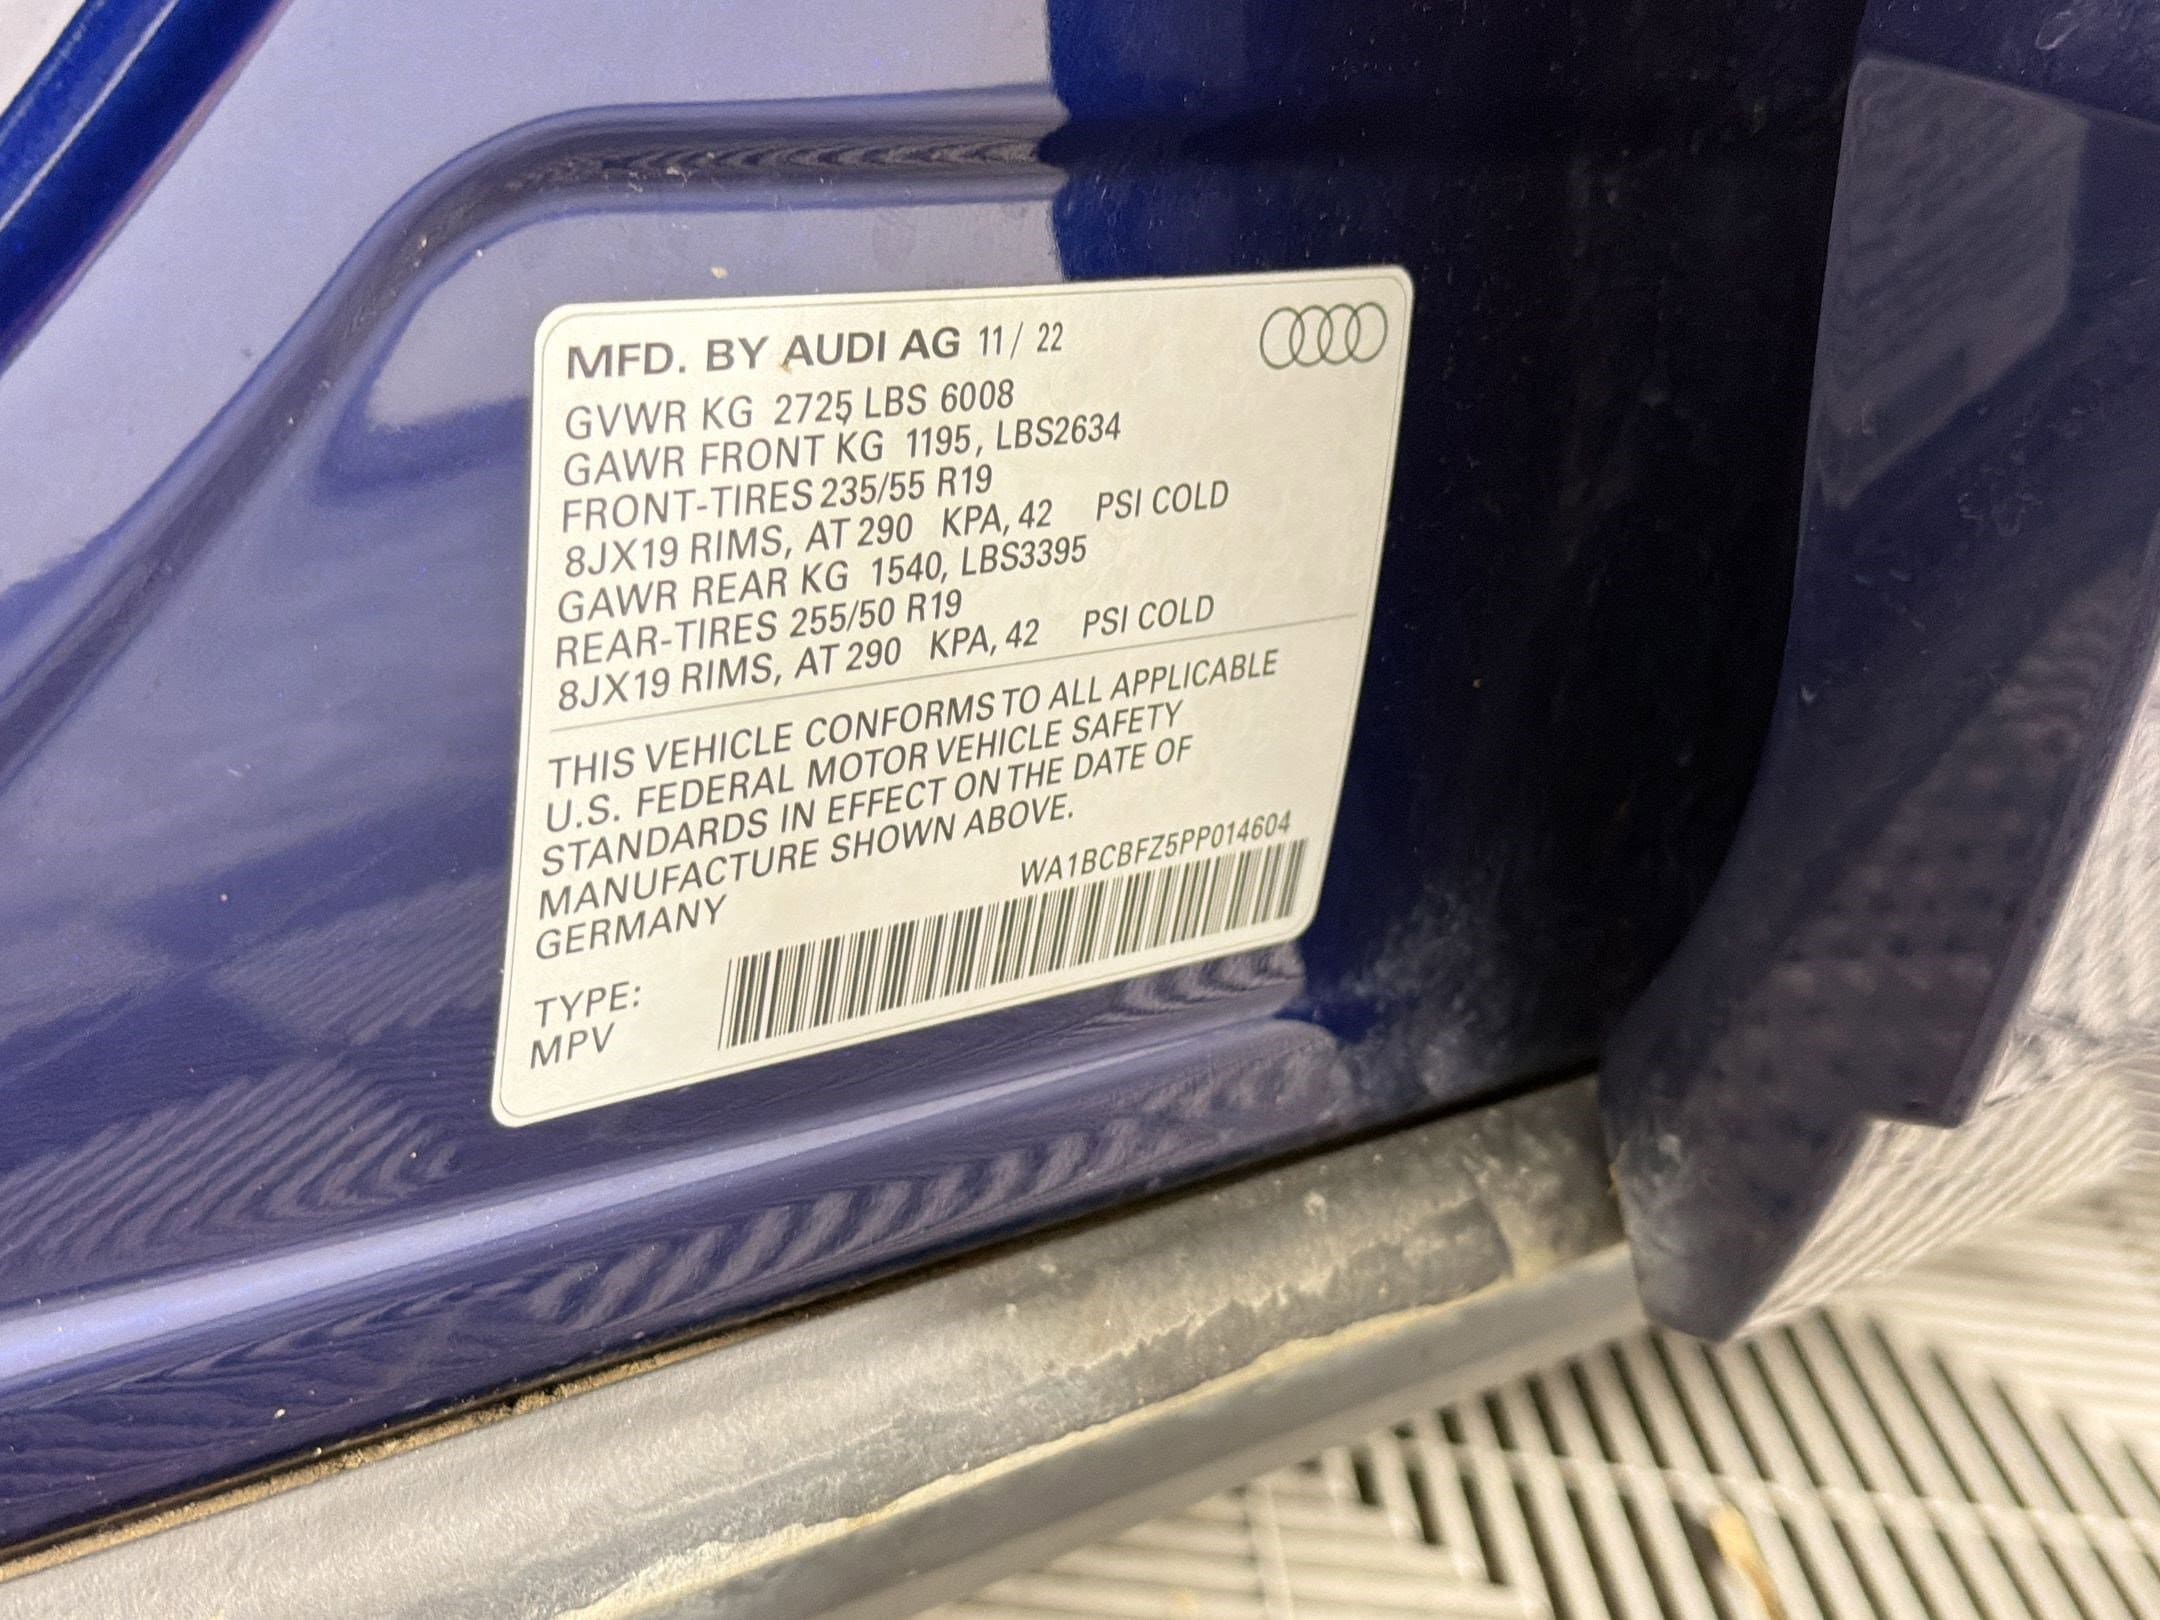 MFD. BY AUDI AG 11/ 22
GVWR KG 2725 LBS 6008
GAWR FRONT KG 1195, LBS2634
FRONT-TIRES 235/55 R19
8JX19 RIMS, AT 290 KPA, 42 PSI COLD
GAWR REAR KG 1540, LBS3395
REAR-TIRES 255/50 R19
8JX19 RIMS, AT 290 KPA, 42 PSI COLD
THIS VEHICLE CONFORMS TO ALL APPLICABLE
U.S. FEDERAL MOTOR VEHICLE SAFETY
STANDARDS IN EFFECT ON THE DATE OF
MANUFACTURE SHOWN ABOVE.
GERMANY
WA1BCBFZ5PP014604
TYPE:
MPV